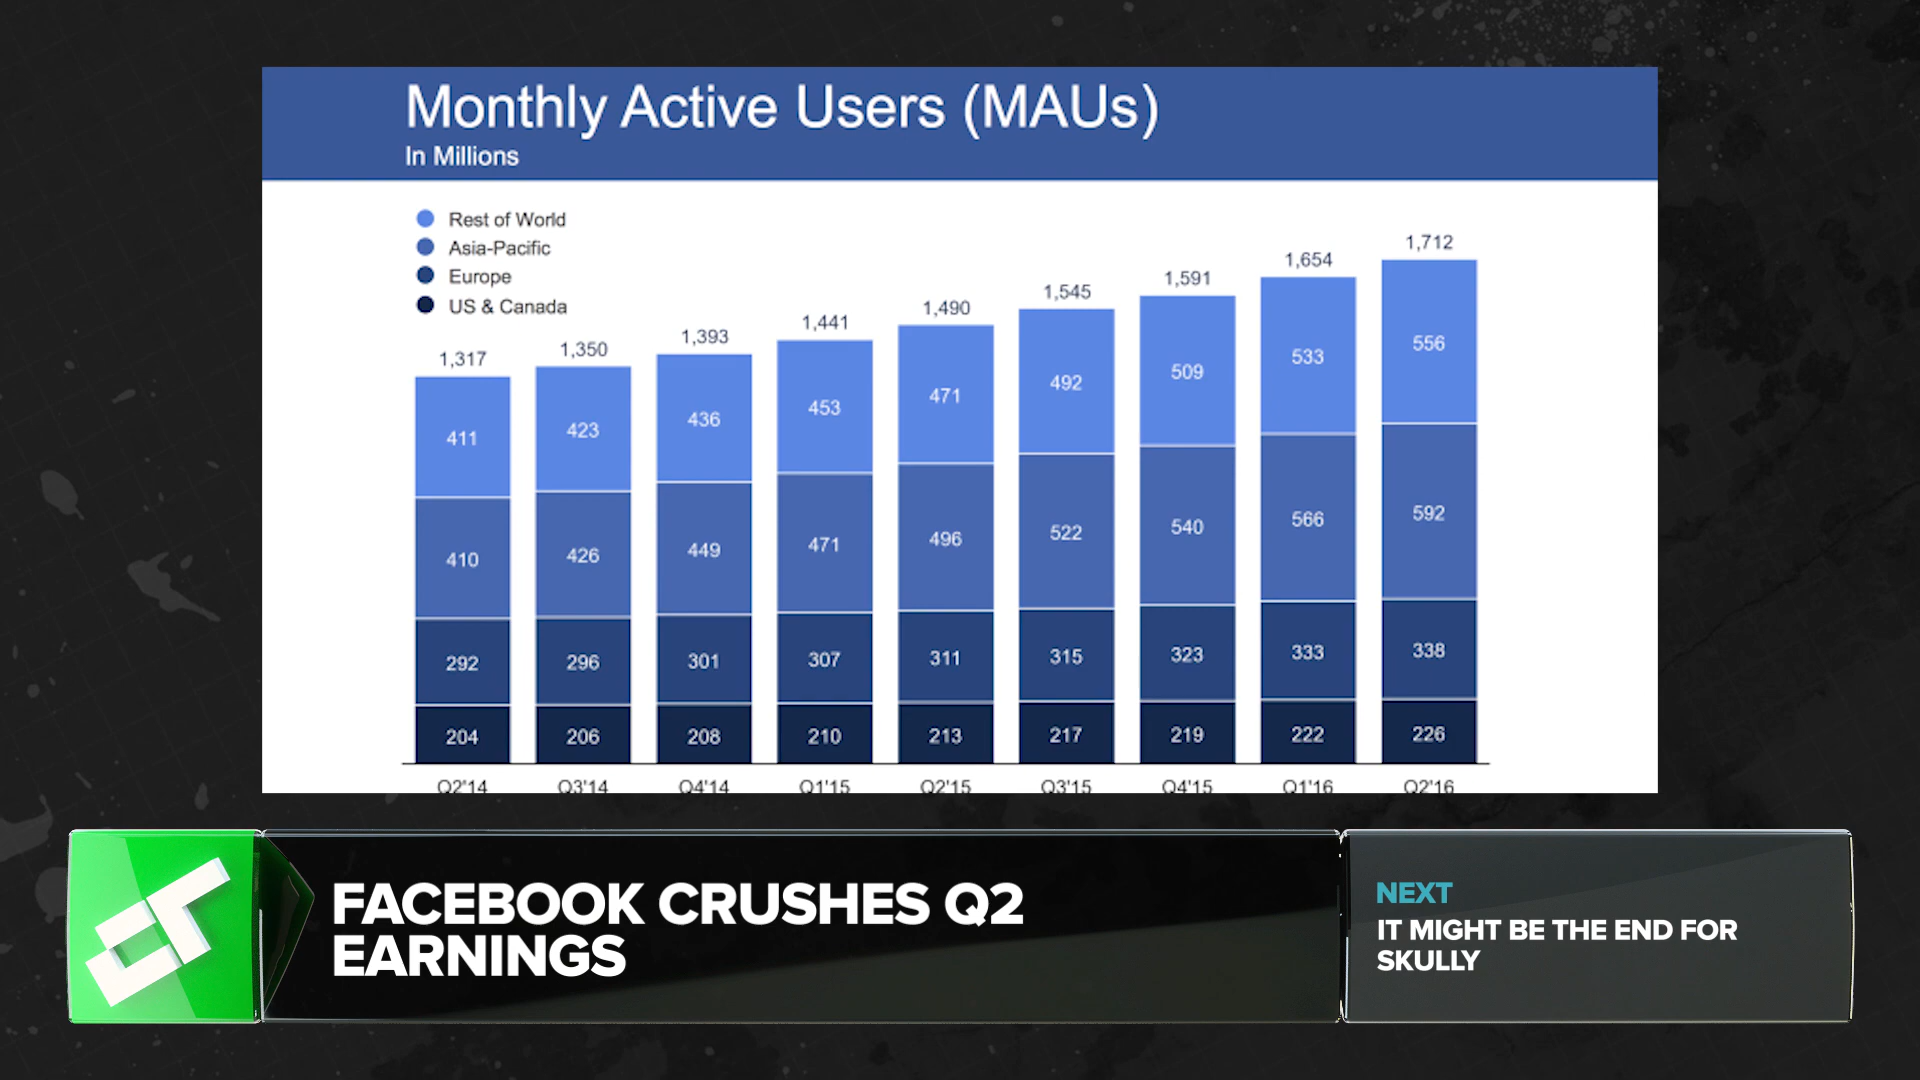 Monthly Active Users (MAUs)
In Millions
Rest of World
Asia-Pacific
Europe
US & Canada
1,317 1,350 1,393 1,441 1,490 1,545 1,591 1,654 1,712
411 423 436 453 471 492 509 533 556
410 426 449 471 496 522 540 566 592
292 296 301 307 311 315 323 333 338
204 206 208 210 213 217 219 222 226
Q2'14 Q3'14 Q4'14 Q1'15 Q2'15 Q3'15 Q4'15 Q1'16 Q2'16
FACEBOOK CRUSHES Q2
EARNINGS
NEXT
IT MIGHT BE THE END FOR
SKULLY